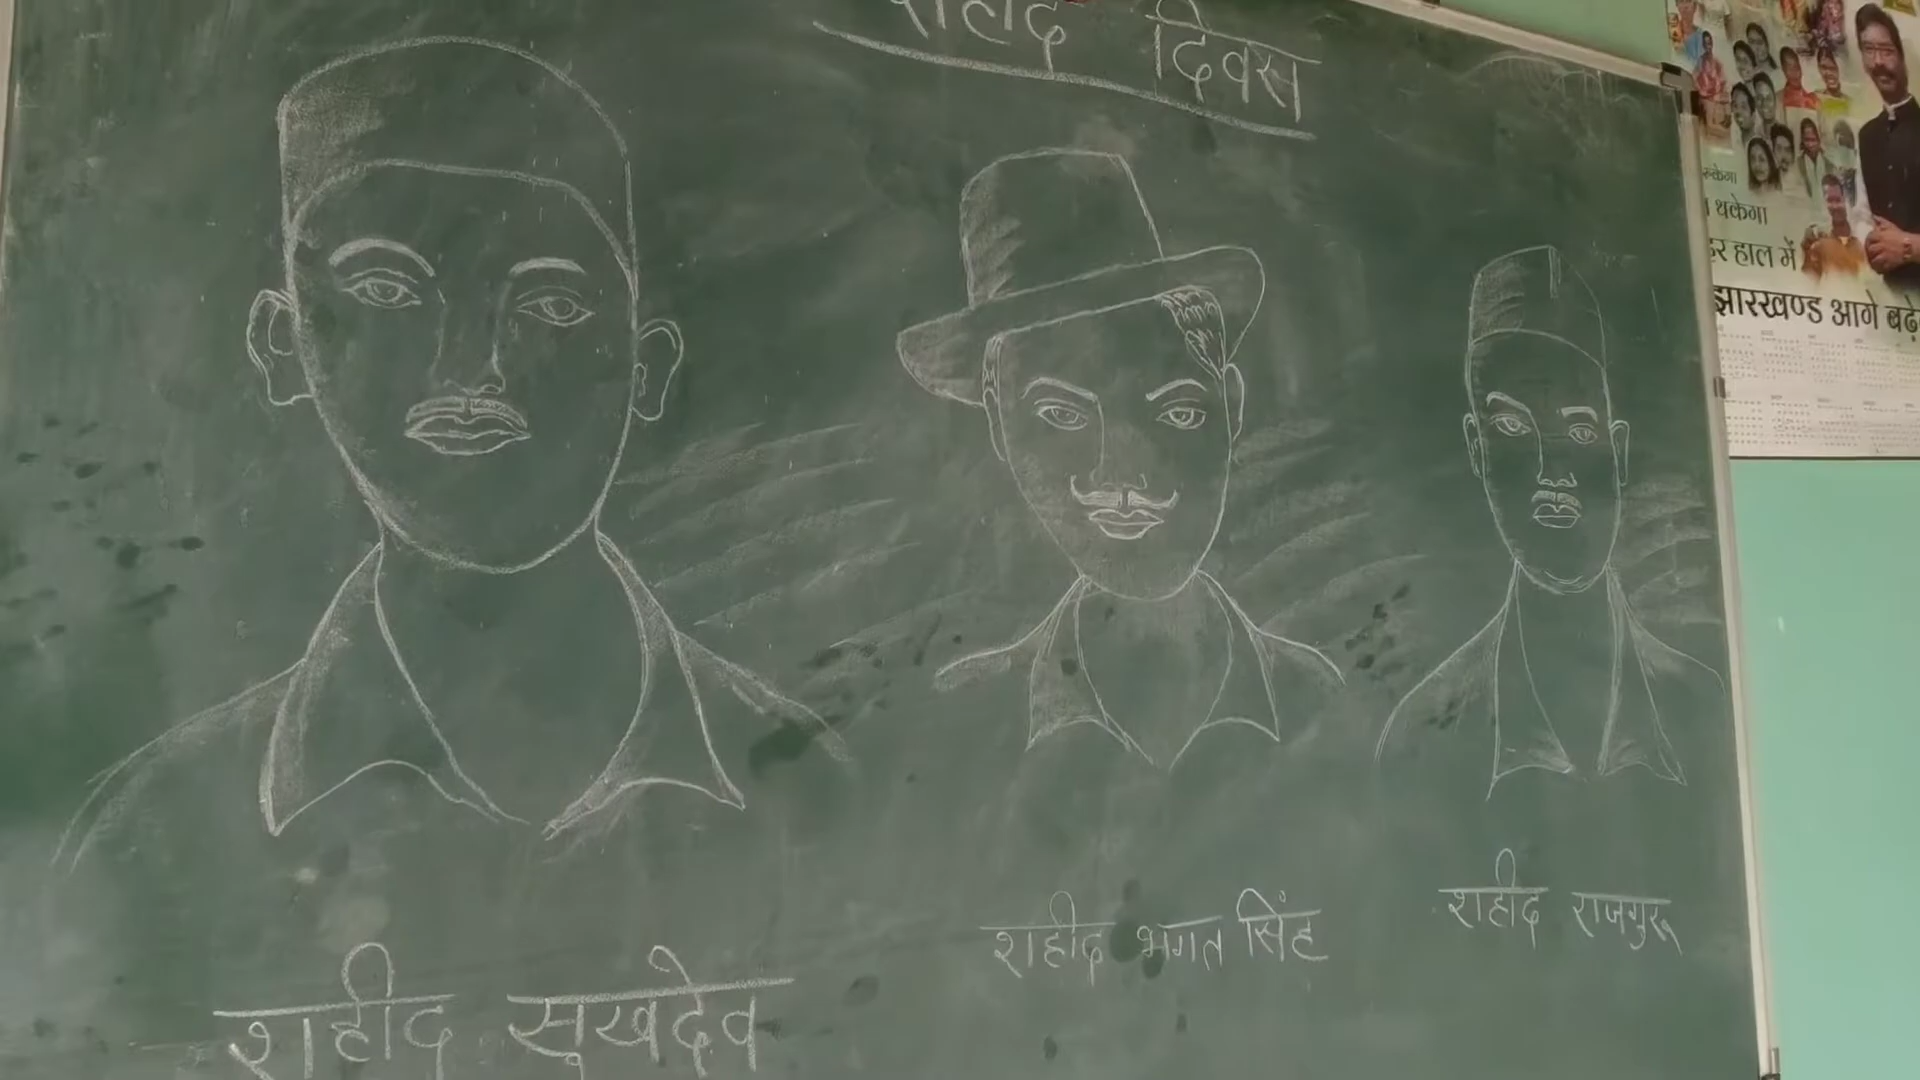 शहीद दिवस
शहीद सुखदेव
शहीद भगत सिंह
शहीद राजगुरू
रुकेगा
थकेगा
हर हाल में
झारखण्ड आगे बढ़े